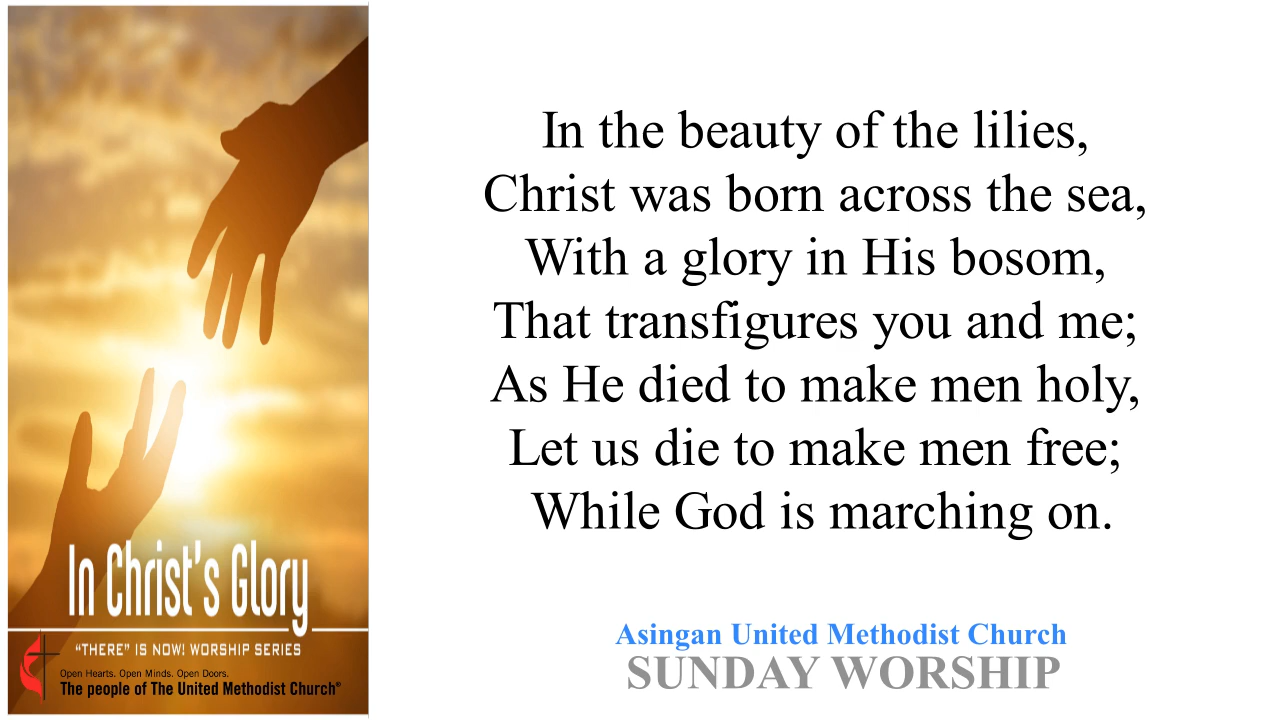 In the beauty of the lilies,
Christ was born across the sea,
With a glory in His bosom,
That transfigures you and me;
As He died to make men holy,
Let us die to make men free;
While God is marching on.
In Christ's Glory
“THERE” IS NOW! WORSHIP SERIES
Open Hearts. Open Minds. Open Doors.
The people of The United Methodist Church®
Asingan United Methodist Church
SUNDAY WORSHIP